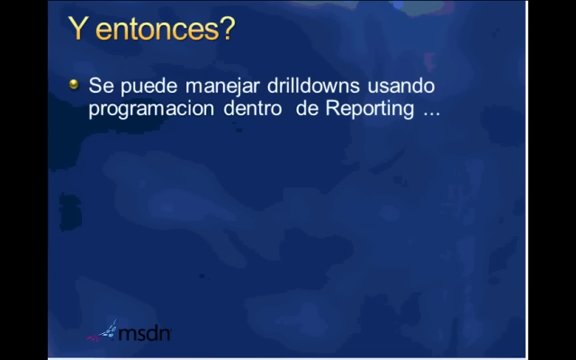 Y entonces?
Se puede manejar drilldowns usando
programacion dentro de Reporting ...
msdn